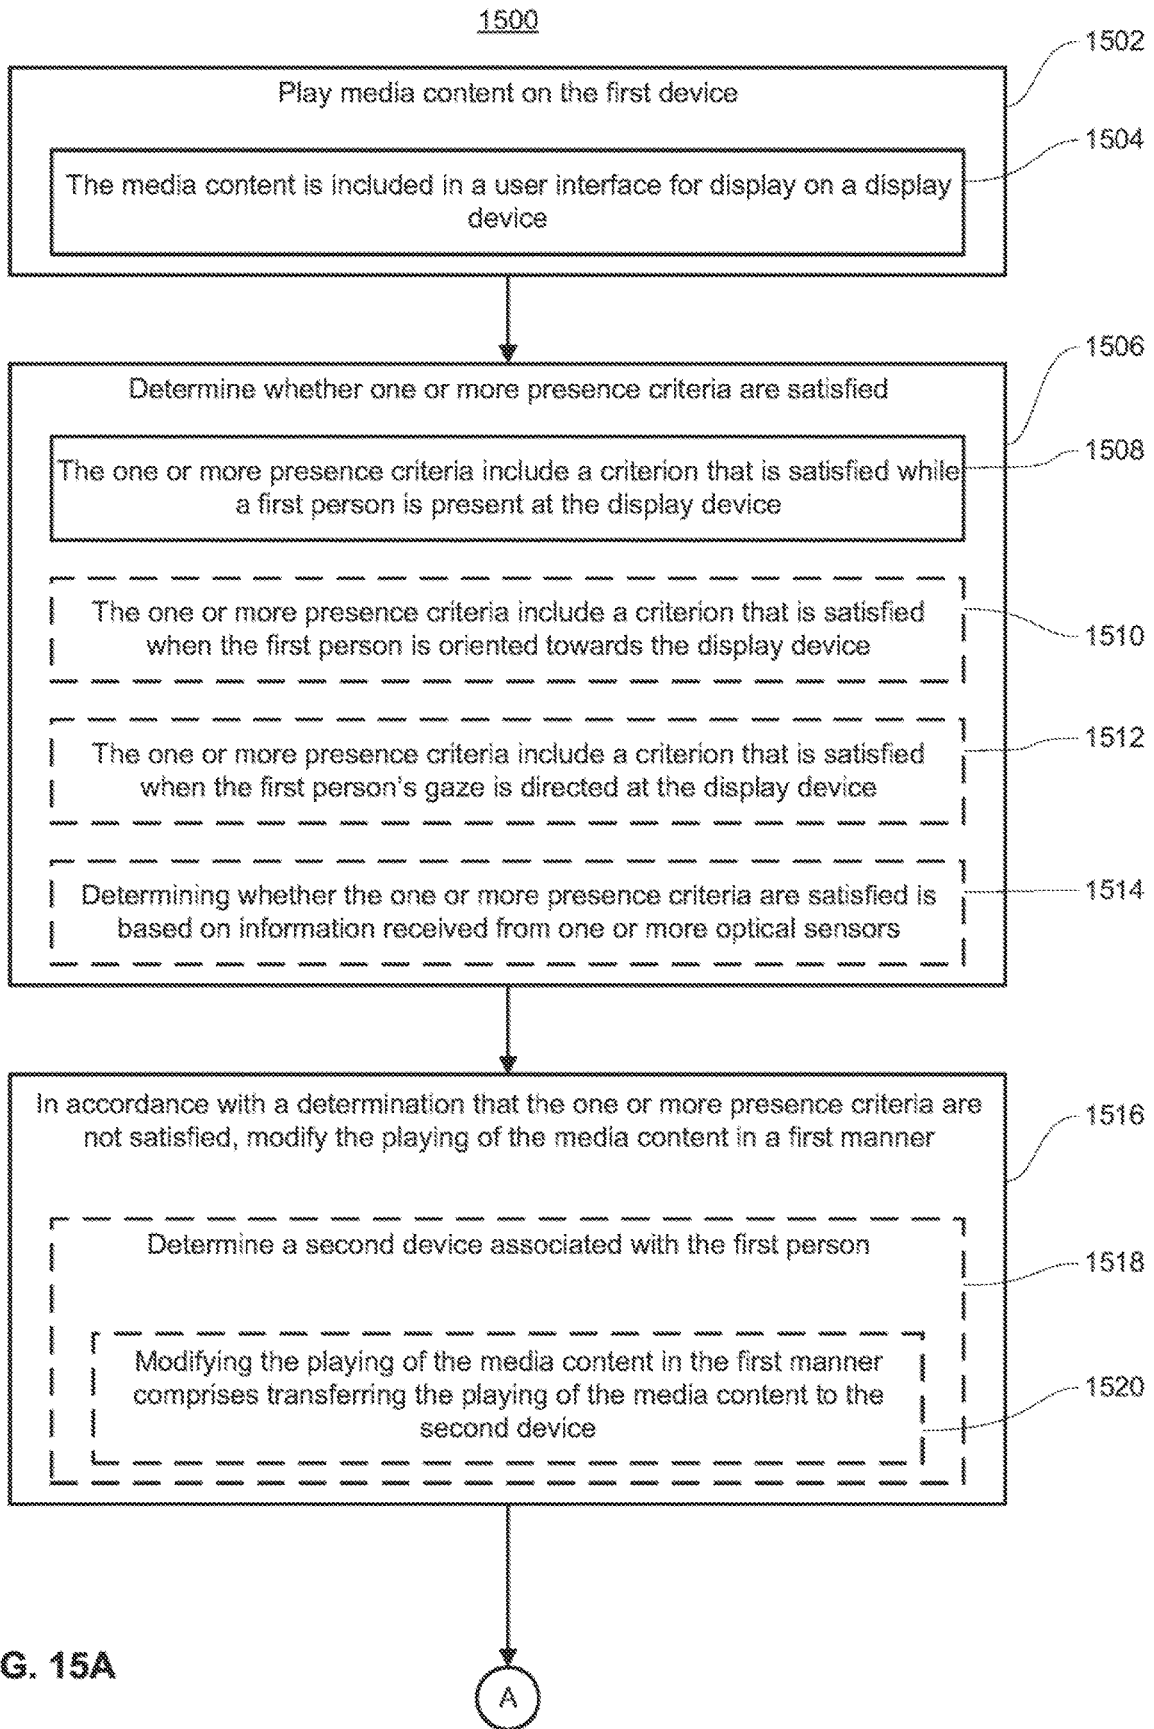 1500
1502
Play media content on the first device
1504
The media content is included in a user interface for display on a display
device
1506
Determine whether one or more presence criteria are satisfied
1508
The one or more presence criteria include a criterion that is satisfied while
a first person is present at the display device
The one or more presence criteria include a criterion that is satisfied
when the first person is oriented towards the display device
1510
The one or more presence criteria include a criterion that is satisfied
when the first person's gaze is directed at the display device
1512
Determining whether the one or more presence criteria are satisfied is
based on information received from one or more optical sensors
1514
In accordance with a determination that the one or more presence criteria are
not satisfied, modify the playing of the media content in a first manner
1516
Determine a second device associated with the first person
1518
Modifying the playing of the media content in the first manner
comprises transferring the playing of the media content to the
second device
1520
G. 15A
A